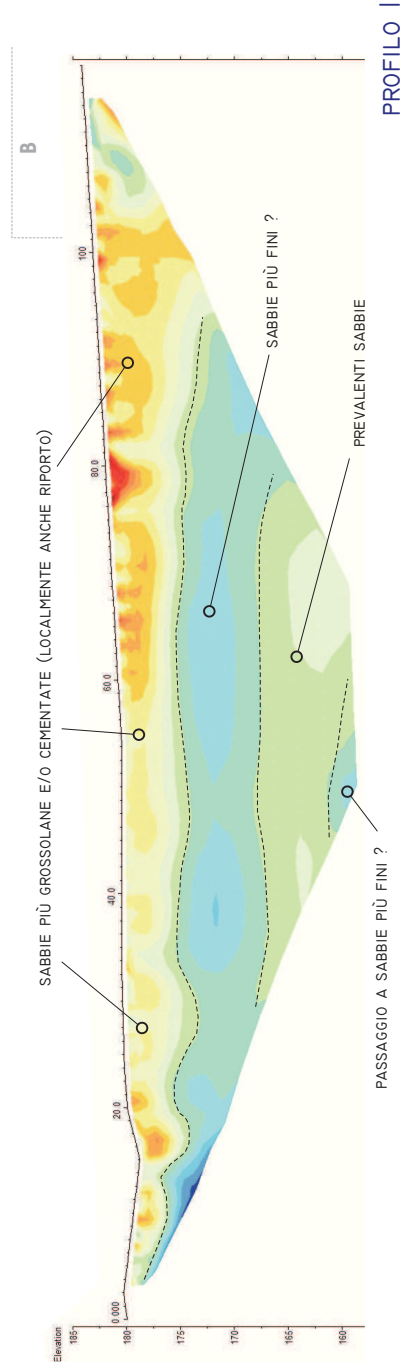 B
PROFILO I
SABBIE PIÙ GROSSOLANE E/O CEMENTATE (LOCALMENTE ANCHE RIPORTO)
SABBIE PIÙ FINI ?
PREVALENTI SABBIE
PASSAGGIO A SABBIE PIÙ FINI ?
Elevation
185
180
175
170
165
160
0.000
20.0
40.0
60.0
80.0
100